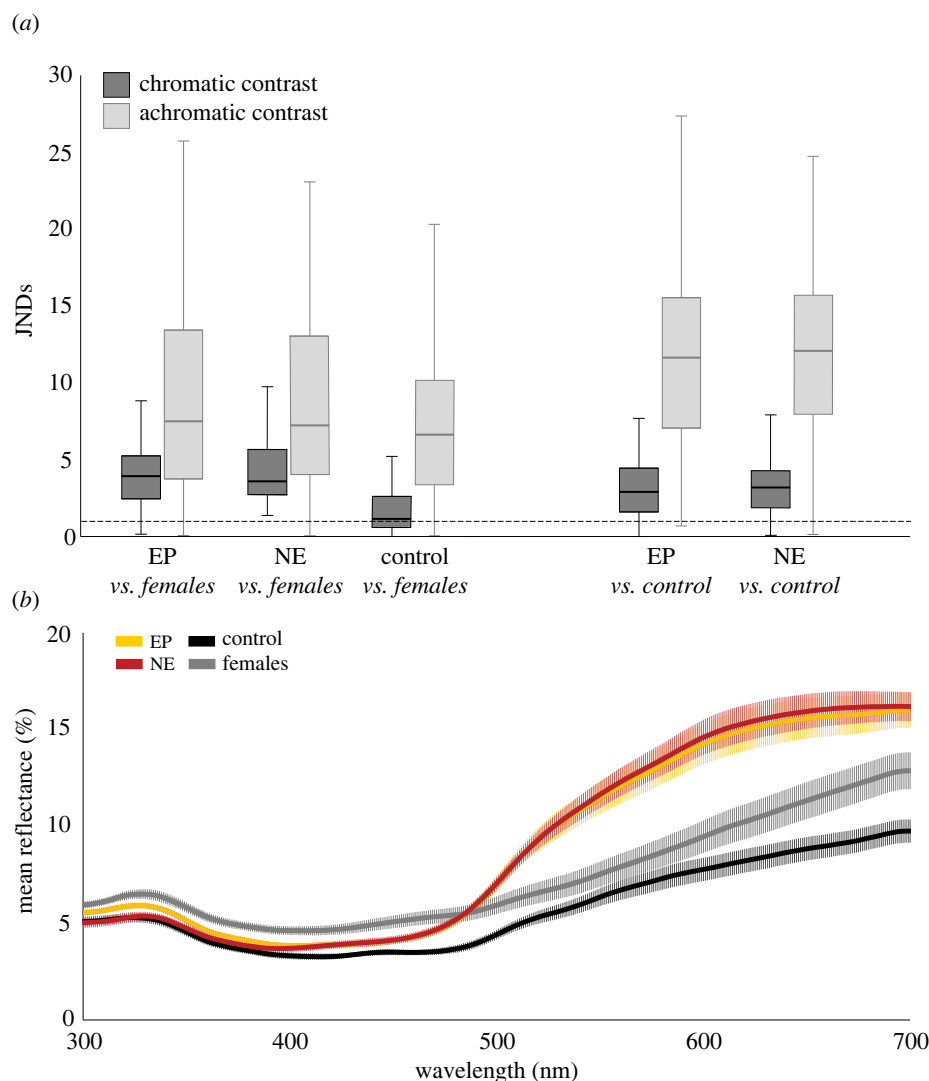 (a)
30
25
20
15
10
5
0
JNDs
chromatic contrast
achromatic contrast
EP
vs. females
NE
vs. females
control
vs. females
EP
vs. control
NE
vs. control
(b)
20
15
10
5
0
mean reflectance (%)
EP
NE
control
females
300
400
500
600
700
wavelength (nm)